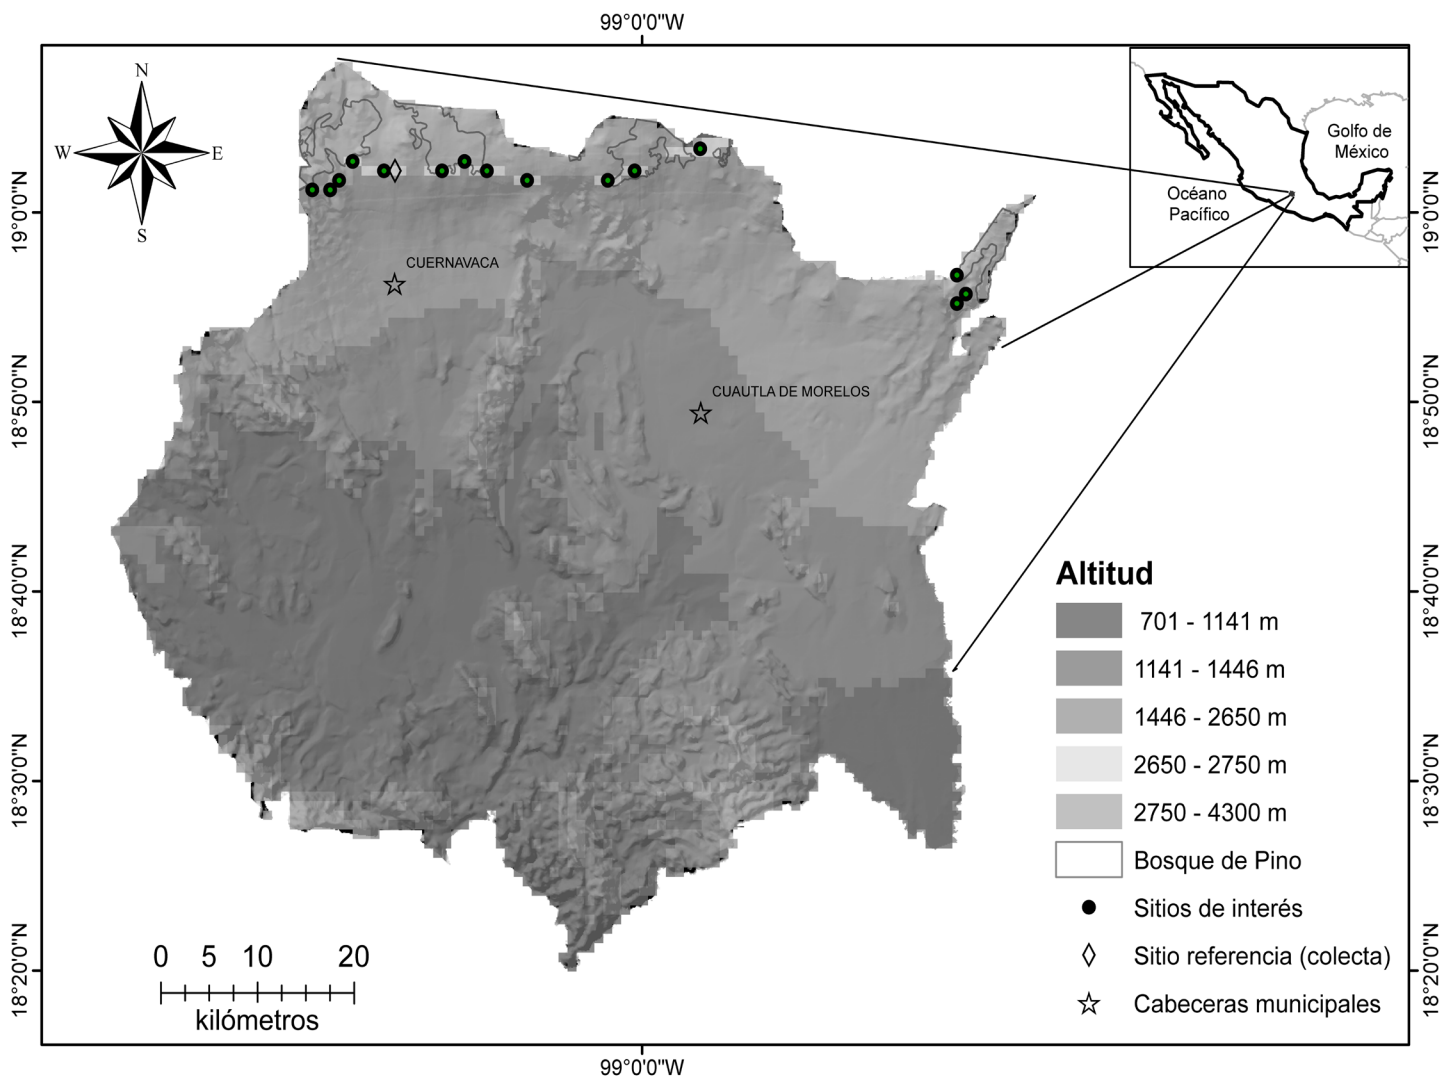 99°0'0"W
N
W
E
S
Golfo de
México
Océano
Pacífico
19°0'0"N
19°0'0"N
CUERNAVACA
18°50'0"N
CUAUTLA DE MORELOS
18°50'0"N
18°40'0"N
18°40'0"N
Altitud
701 - 1141 m
1141 - 1446 m
1446 - 2650 m
2650 - 2750 m
2750 - 4300 m
Bosque de Pino
Sitios de interés
Sitio referencia (colecta)
Cabeceras municipales
18°30'0"N
18°30'0"N
18°20'0"N
18°20'0"N
0 5 10 20
kilómetros
99°0'0"W